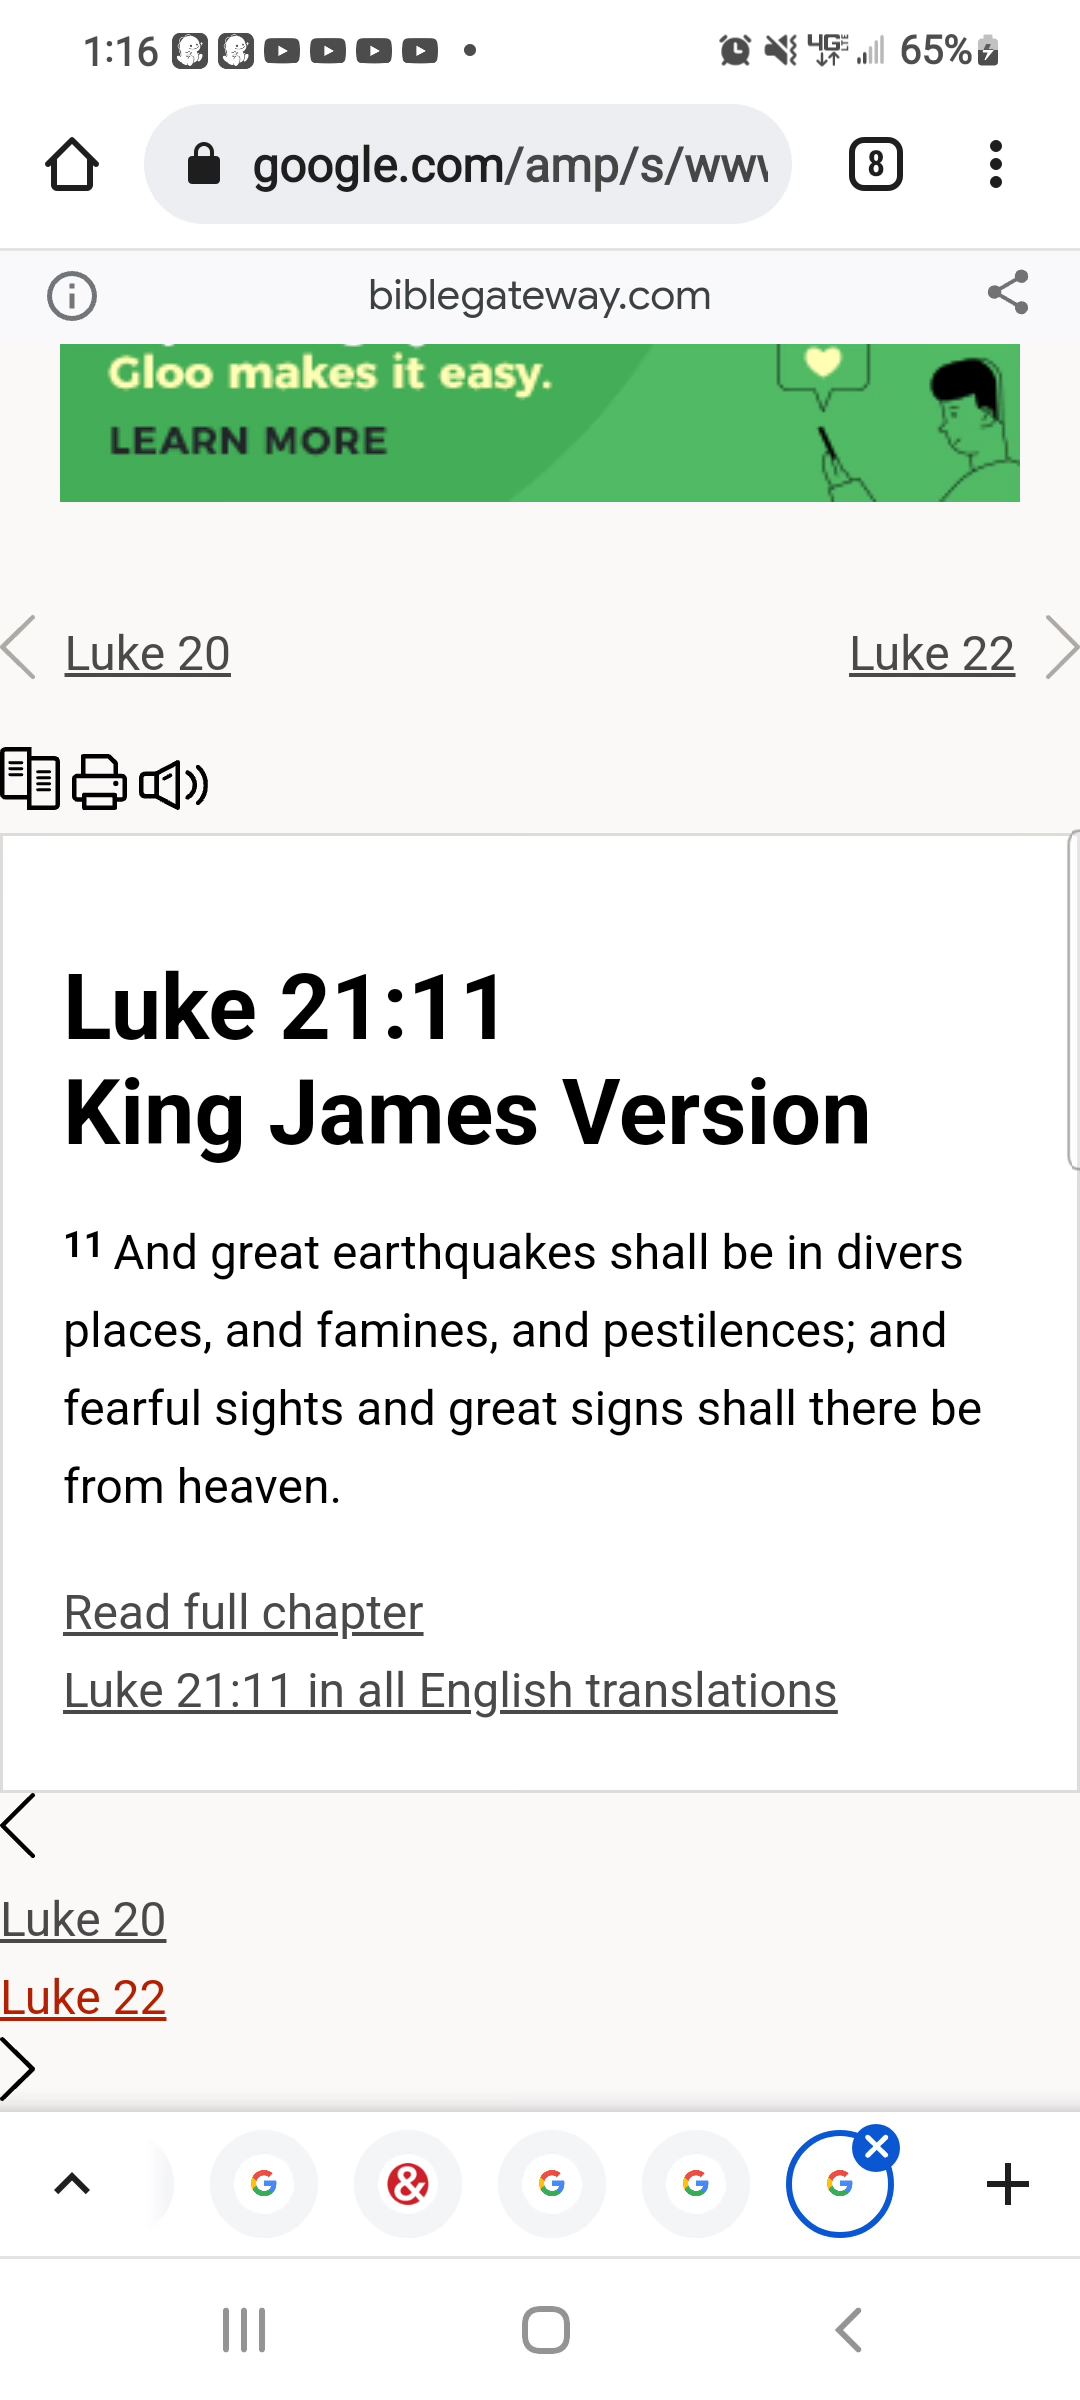 1:16
4G LTE 65%
google.com/amp/s/www
8
biblegateway.com
Gloo makes it easy.
LEARN MORE
Luke 20
Luke 22
Luke 21:11
King James Version
11 And great earthquakes shall be in divers
places, and famines, and pestilences; and
fearful sights and great signs shall there be
from heaven.
Read full chapter
Luke 21:11 in all English translations
Luke 20
Luke 22